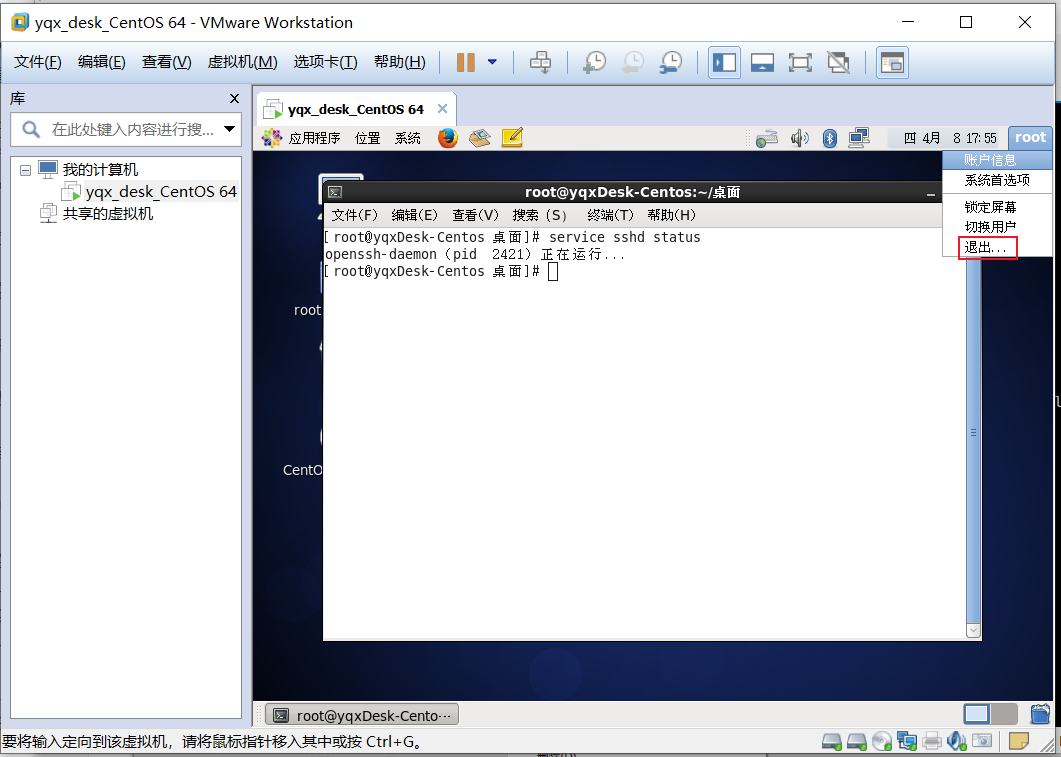 yqx_desk_CentOS 64 - VMware Workstation
文件(F) 编辑(E) 查看(V) 虚拟机(M) 选项卡(T) 帮助(H)
库
在此处键入内容进行搜...
我的计算机
yqx_desk_CentOS 64
共享的虚拟机
yqx_desk_CentOS 64
应用程序 位置 系统 四 4月 8 17:55 root
账户信息
系统首选项
锁定屏幕
切换用户
退出...
root@yqxDesk-Centos:~/桌面
文件(F) 编辑(E) 查看(V) 搜索 (S) 终端(T) 帮助(H)
[root@yqxDesk-Centos 桌面]# service sshd status
openssh-daemon (pid 2421) 正在运行...
[root@yqxDesk-Centos 桌面]#
root
CentO
root@yqxDesk-Cento...
要将输入定向到该虚拟机，请将鼠标指针移入其中或按 Ctrl+G。